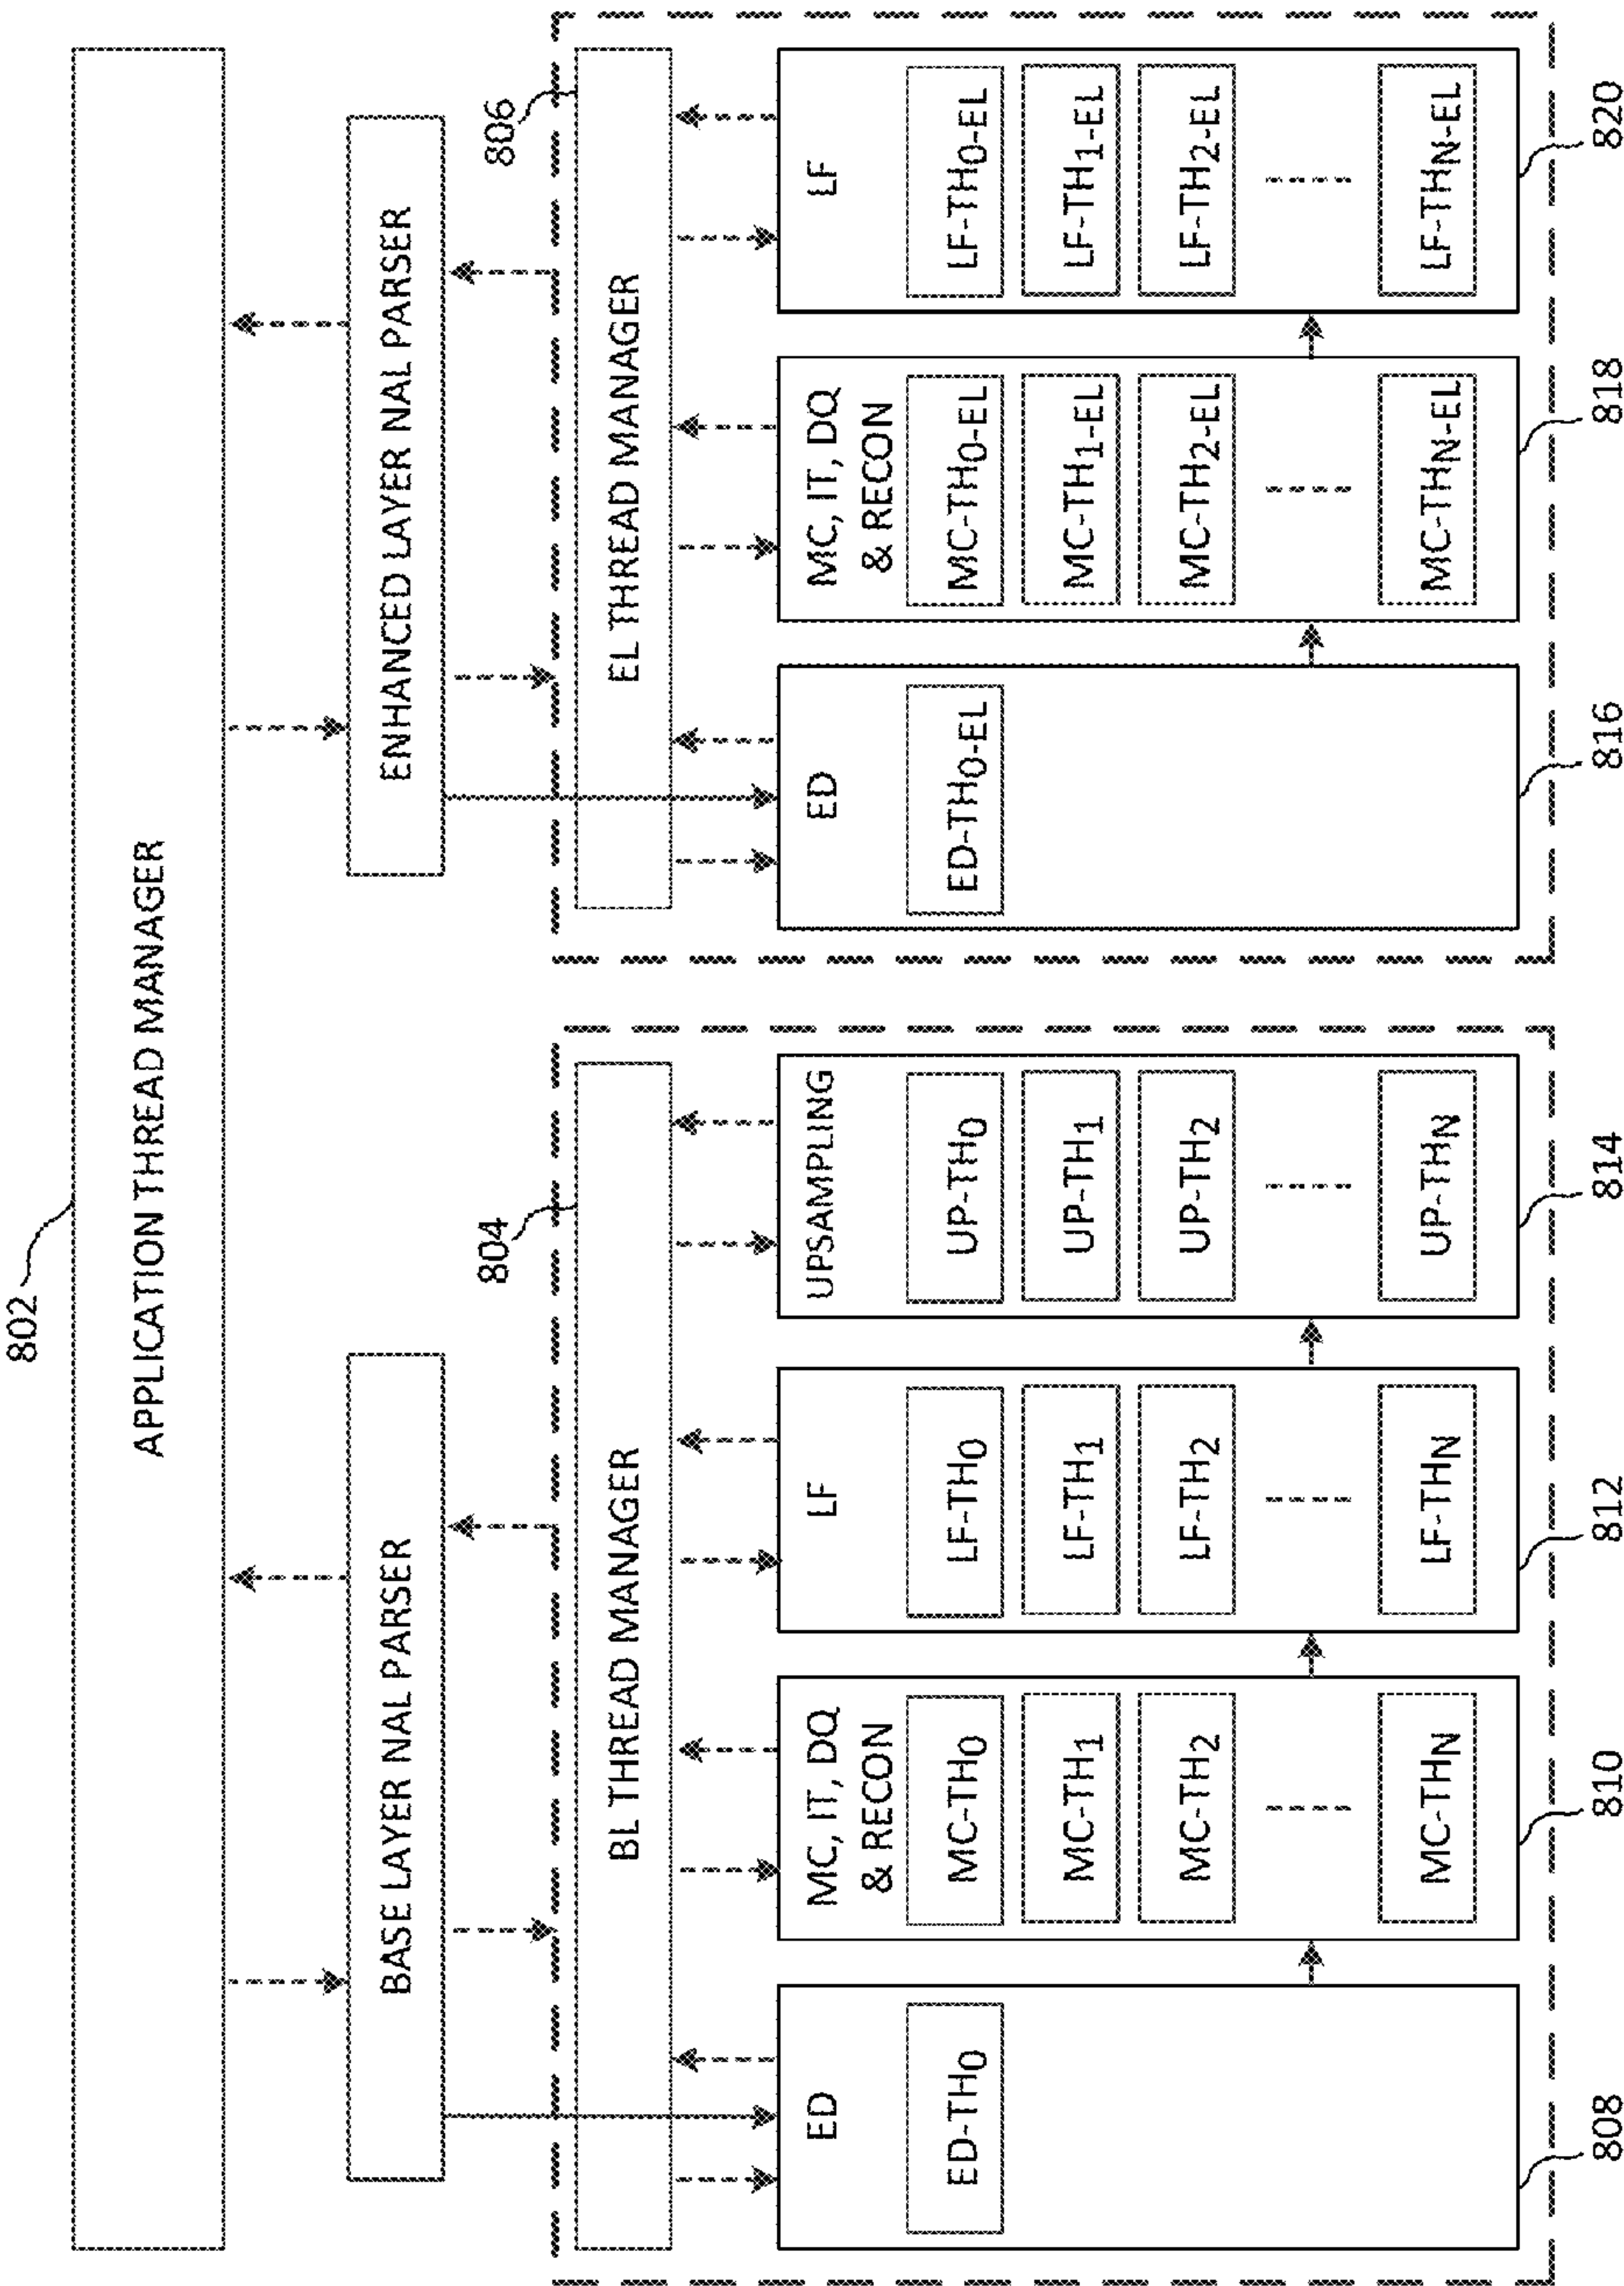 802
APPLICATION THREAD MANAGER
BASE LAYER NAL PARSER
ENHANCED LAYER NAL PARSER
804
806
BL THREAD MANAGER
EL THREAD MANAGER
ED
ED-TH0
808
MC, IT, DQ
& RECON
MC-TH0
MC-TH1
MC-TH2
MC-THN
810
LF
LF-TH0
LF-TH1
LF-TH2
LF-THN
812
UPSAMPLING
UP-TH0
UP-TH1
UP-TH2
UP-THN
814
ED
ED-TH0-EL
816
MC, IT, DQ
& RECON
MC-TH0-EL
MC-TH1-EL
MC-TH2-EL
MC-THN-EL
818
LF
LF-TH0-EL
LF-TH1-EL
LF-TH2-EL
LF-THN-EL
820